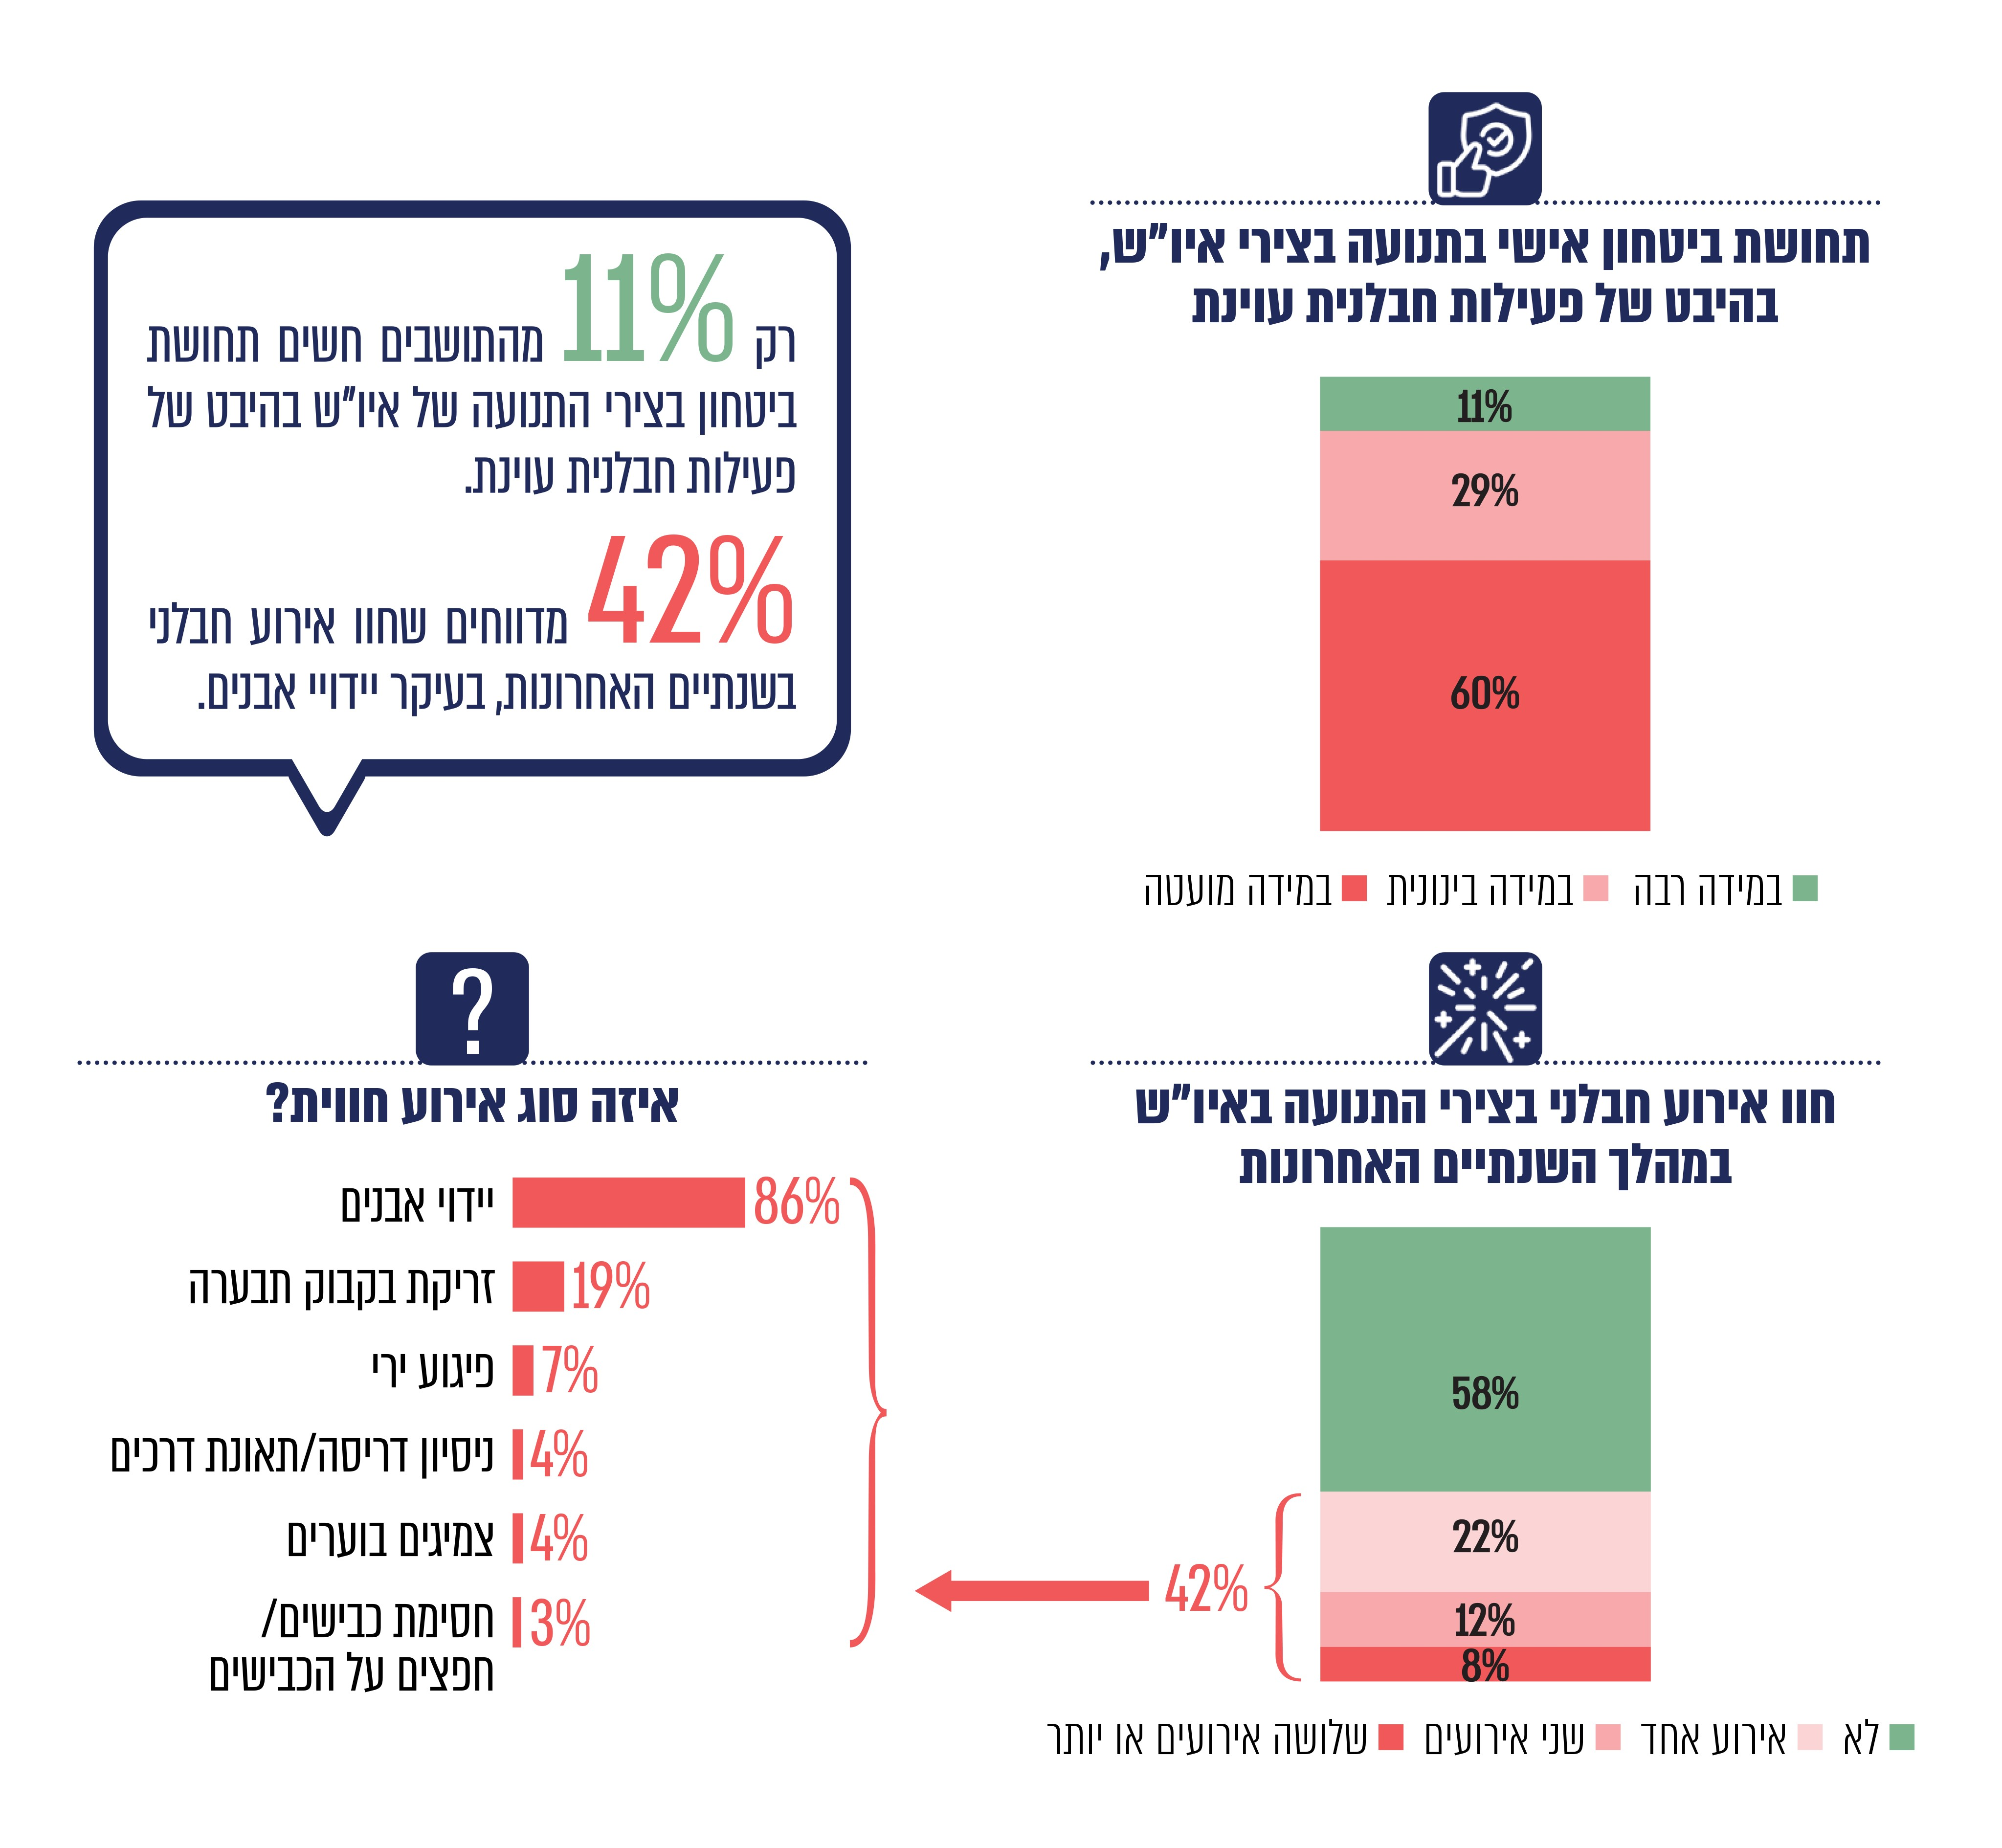 תחושת ביטחון אישי בתנועה בצירי איו"ש,
בהיבט של פעילות חבלנית עוינת
11%
29%
60%
במידה רבה במידה בינונית במידה מועטה
רק 11% מהתושבים חשים תחושת
ביטחון בצירי התנועה של איו"ש בהיבט של
פעילות חבלנית עוינת.
42% מדווחים שחוו אירוע חבלני
בשנתיים האחרונות, בעיקר יידויי אבנים.
חוו אירוע חבלני בצירי התנועה באיו"ש
במהלך השנתיים האחרונות
58%
22%
12%
8%
42%
לא אירוע אחד שני אירועים שלושה אירועים או יותר
?
איזה סוג אירוע חווית?
יידוי אבנים 86%
זריקת בקבוק תבערה 19%
פיגוע ירי 7%
ניסיון דריסה/תאונת דרכים 4%
צמיגים בוערים 4%
חסימת כבישים/ 3%
חפצים על הכבישים